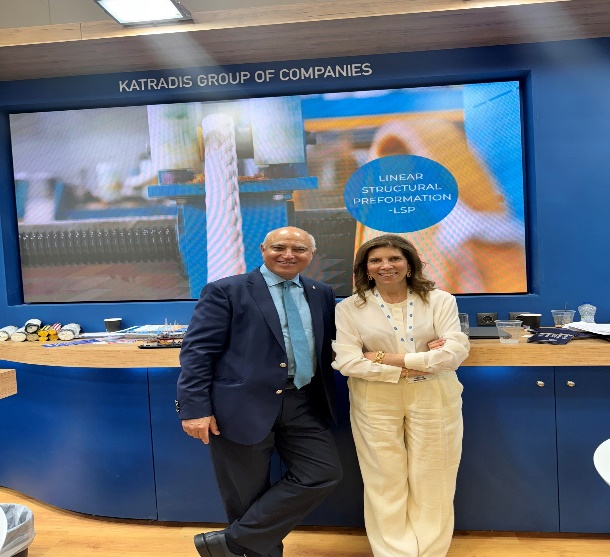 KATRADIS GROUP OF COMPANIES
LINEAR
STRUCTURAL
PREFORMATION
-LSP